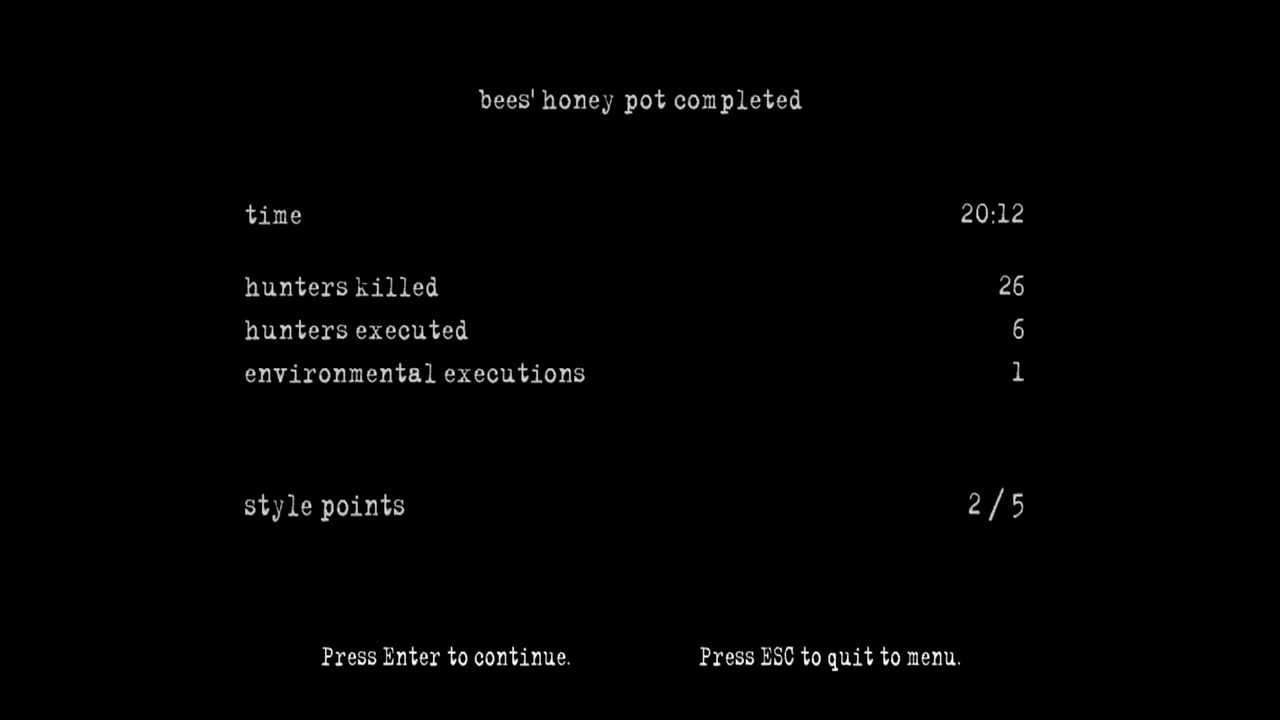 bees' honey pot completed
time 20:12
hunters killed 26
hunters executed 6
environmental executions 1
style points 2 / 5
Press Enter to continue. Press ESC to quit to menu.